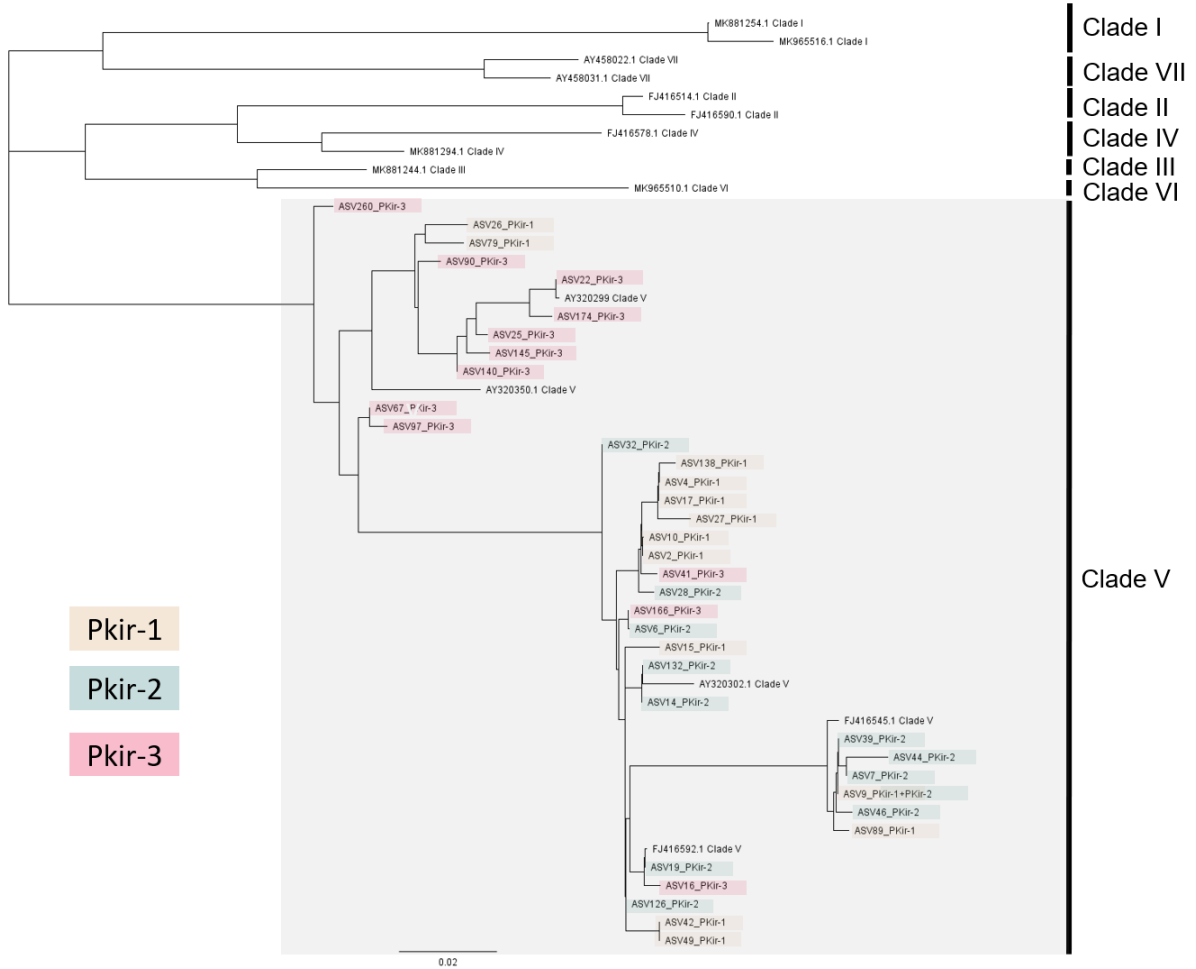 MK881254.1 Clade I
MK965516.1 Clade I
AY458022.1 Clade VII
AY458031.1 Clade VII
FJ416514.1 Clade II
FJ416590.1 Clade II
FJ416578.1 Clade IV
MK881294.1 Clade IV
MK881244.1 Clade III
MK965510.1 Clade VI
ASV260_PKir-3
ASV26_PKir-1
ASV79_PKir-1
ASV90_PKir-3
ASV22_PKir-3
AY320299 Clade V
ASV174_PKir-3
ASV25_PKir-3
ASV145_PKir-3
ASV140_PKir-3
AY320350.1 Clade V
ASV67_PKir-3
ASV97_PKir-3
ASV32_PKir-2
ASV138_PKir-1
ASV4_PKir-1
ASV17_PKir-1
ASV27_PKir-1
ASV10_PKir-1
ASV2_PKir-1
ASV41_PKir-3
ASV28_PKir-2
ASV166_PKir-3
ASV6_PKir-2
ASV15_PKir-1
ASV132_PKir-2
AY320302.1 Clade V
ASV14_PKir-2
FJ416545.1 Clade V
ASV39_PKir-2
ASV44_PKir-2
ASV7_PKir-2
ASV9_PKir-1+PKir-2
ASV46_PKir-2
ASV89_PKir-1
FJ416592.1 Clade V
ASV19_PKir-2
ASV16_PKir-3
ASV126_PKir-2
ASV42_PKir-1
ASV49_PKir-1
0.02
Clade I
Clade VII
Clade II
Clade IV
Clade III
Clade VI
Clade V
Pkir-1
Pkir-2
Pkir-3